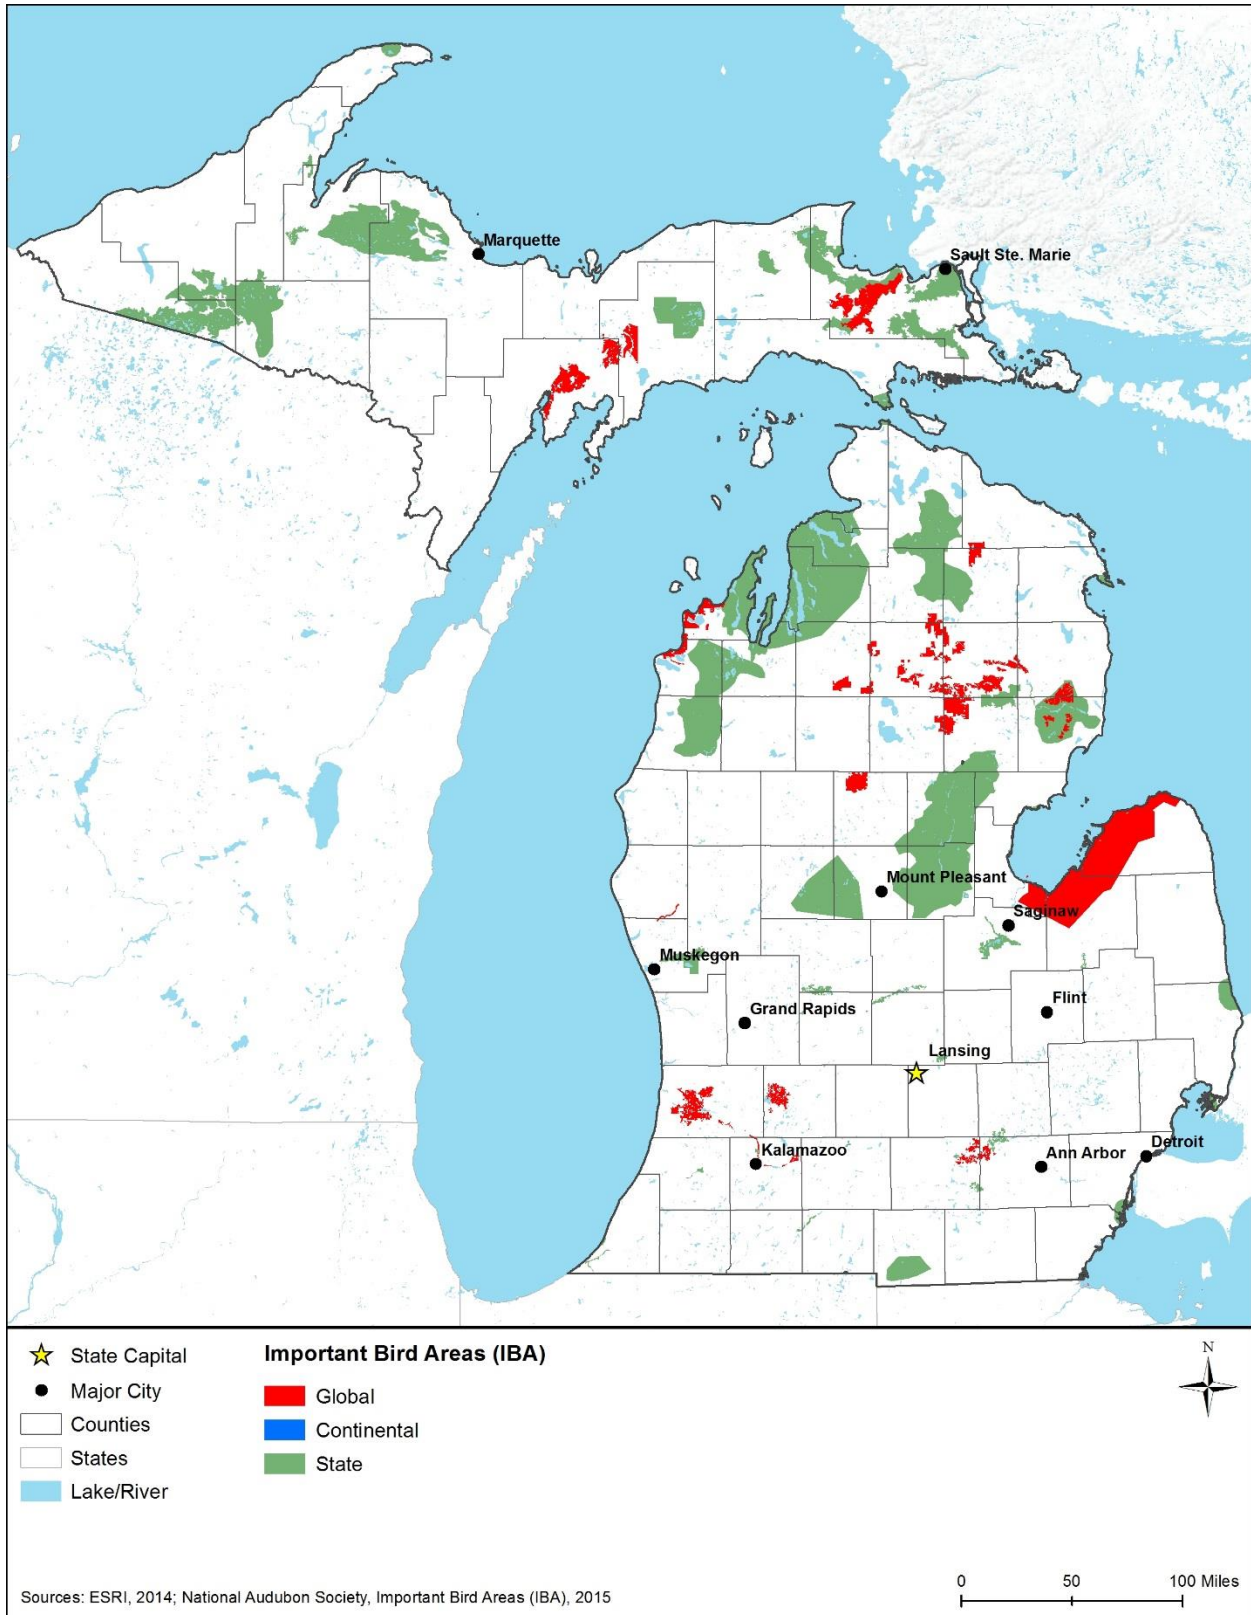 Marquette
Sault Ste. Marie
Mount Pleasant
Saginaw
Muskegon
Grand Rapids
Flint
Lansing
Kalamazoo
Ann Arbor
Detroit
State Capital
Major City
Counties
States
Lake/River
Important Bird Areas (IBA)
Global
Continental
State
N
Sources: ESRI, 2014; National Audubon Society, Important Bird Areas (IBA), 2015
0 50 100 Miles